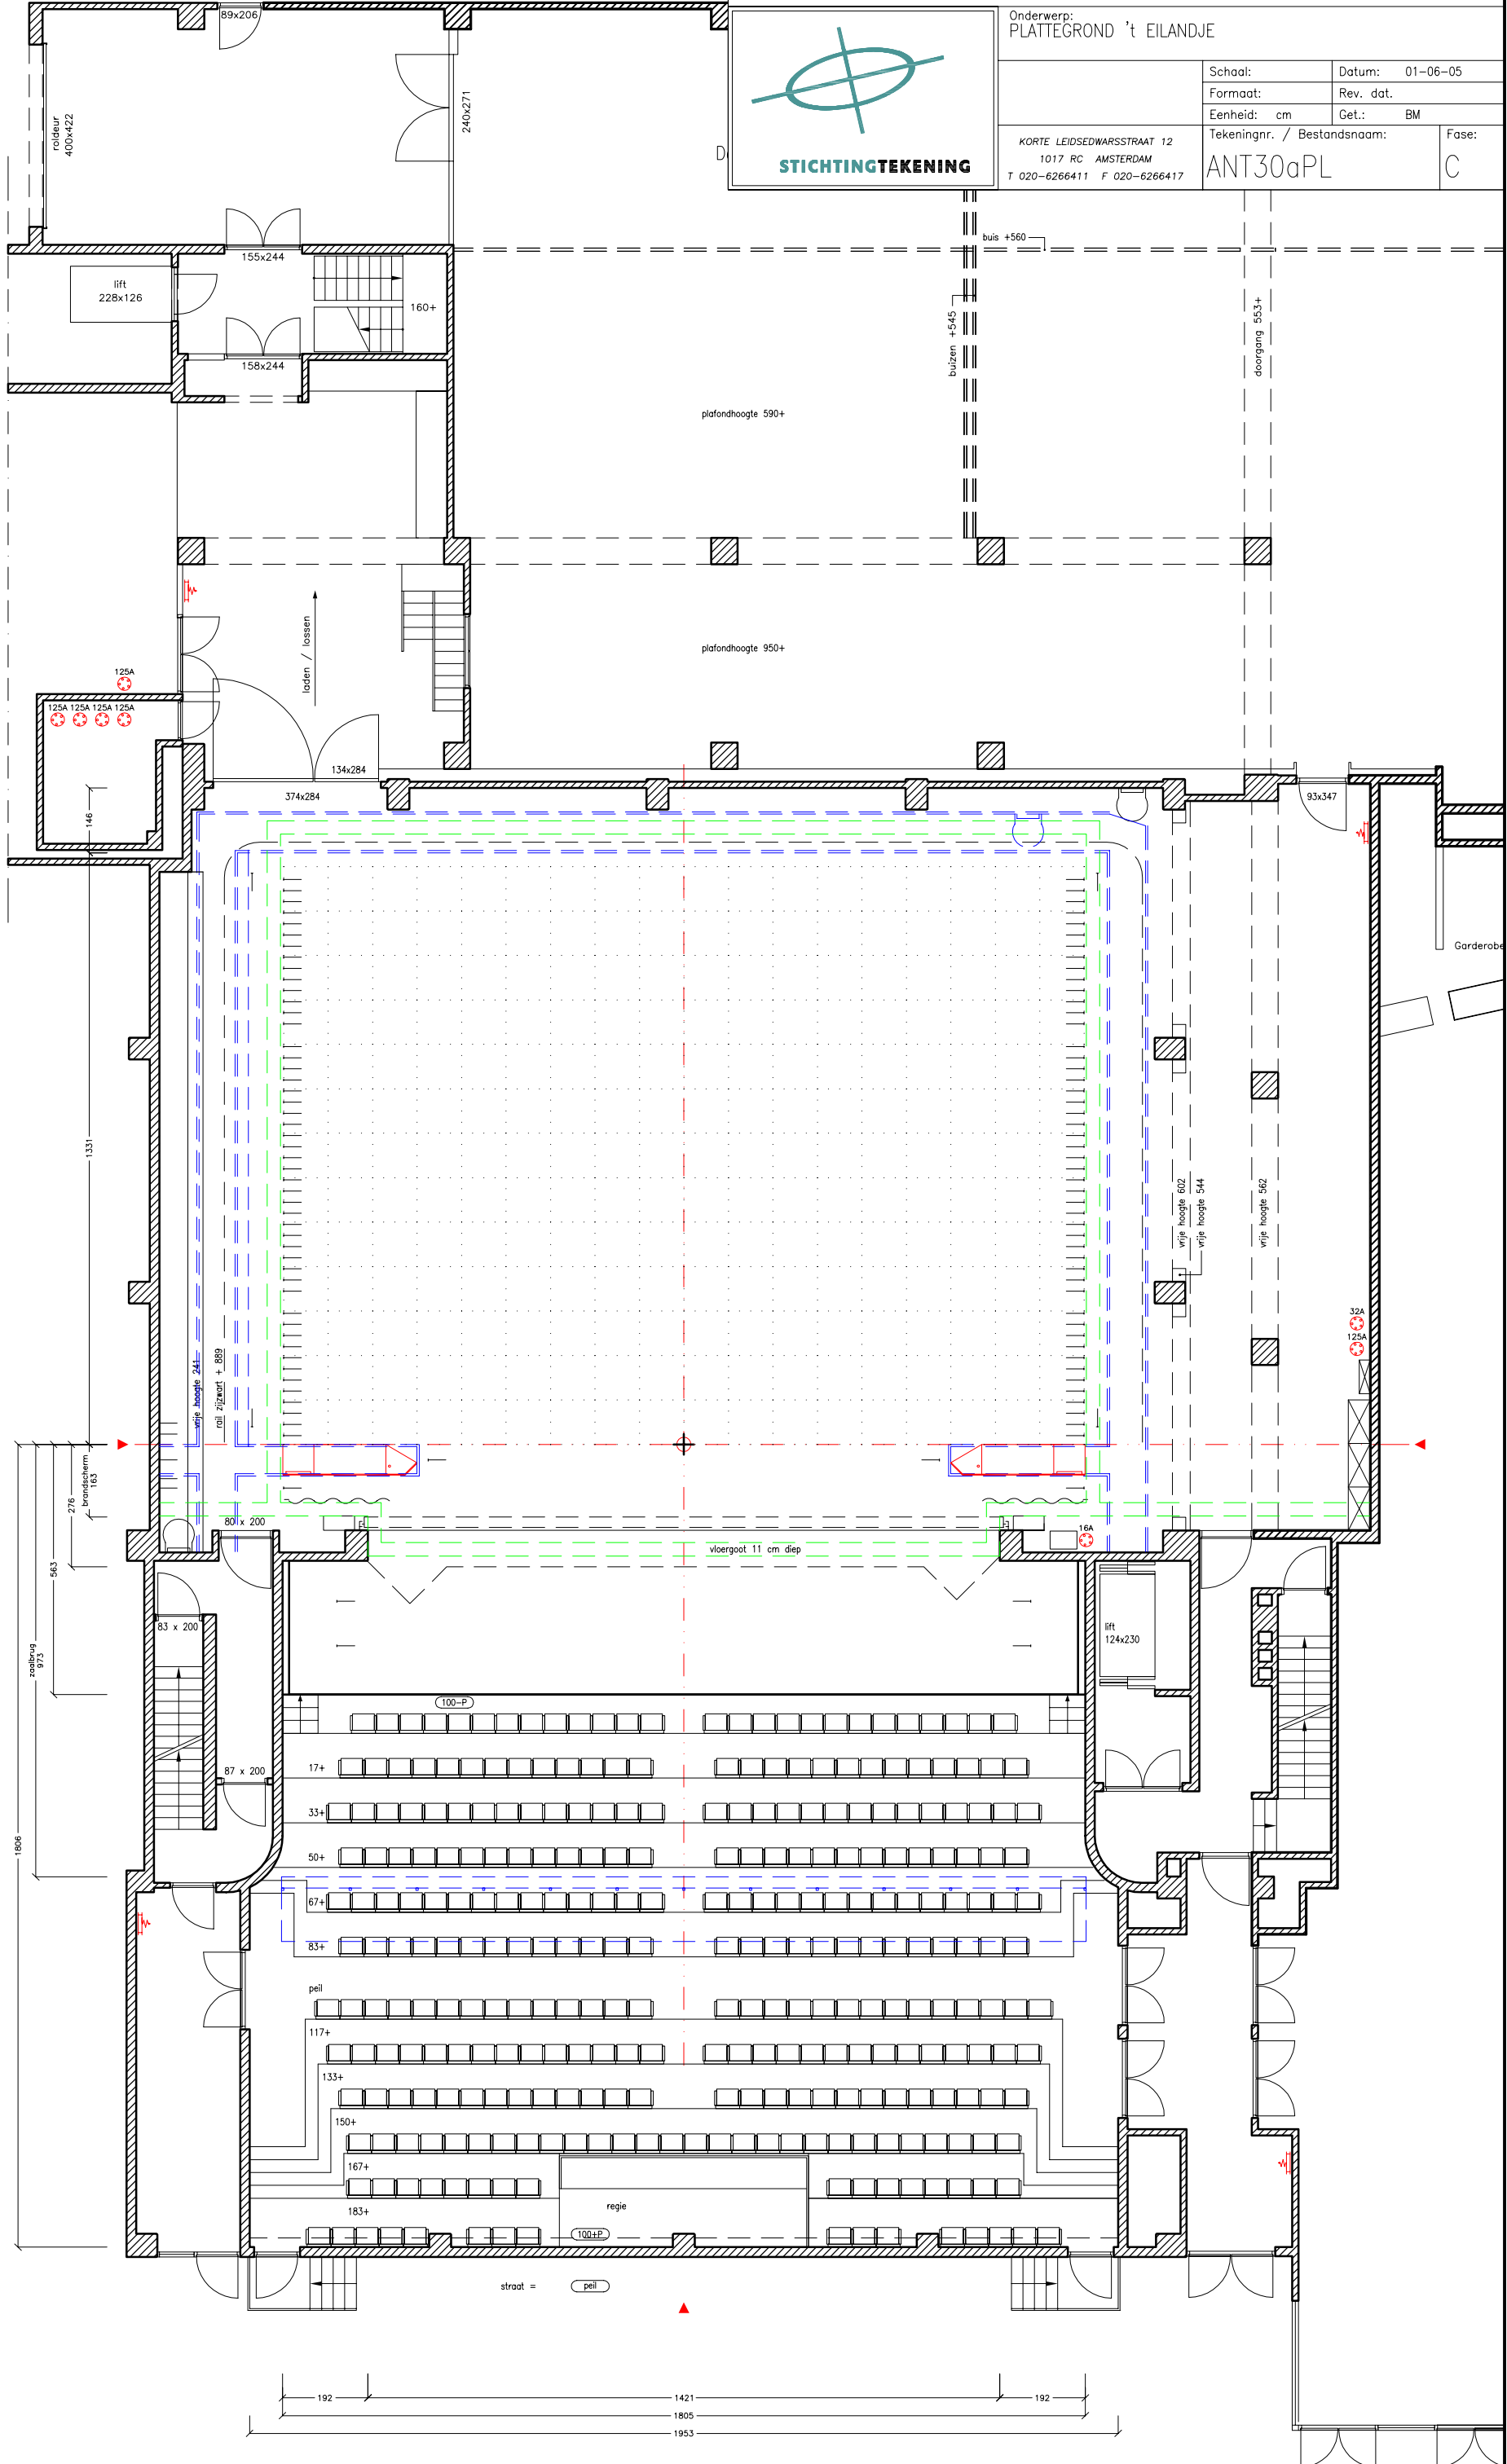 Onderwerp:
PLATTEGROND 't EILANDJE
Schaal:
Datum: 01-06-05
Formaat:
Rev. dat.
Eenheid: cm
Get.: BM
KORTE LEIDSEDWARSSTRAAT 12
1017 RC AMSTERDAM
T 020-6266411 F 020-6266417
Tekeningnr. / Bestandsnaam:
ANT30aPL
Fase:
C
STICHTINGTEKENING
89x206
roldeur
400x422
240x271
D
155x244
lift
228x126
160+
158x244
buis +560
buizen +545
doorgang 553+
plafondhoogte 590+
laden / lossen
plafondhoogte 950+
125A
125A 125A 125A 125A
134x284
374x284
93x347
146
Garderobe
1331
vrije hoogte 602
vrije hoogte 544
vrije hoogte 562
32A
125A
vrije hoogte 241
rail zijzwart + 889
brandscherm
163
276
563
zaalbrug
973
1806
80 x 200
16A
vloergoot 11 cm diep
83 x 200
lift
124x230
100-P
87 x 200
17+
33+
50+
67+
83+
peil
117+
133+
150+
167+
183+
regie
100+P
straat = peil
192
1421
192
1805
1953